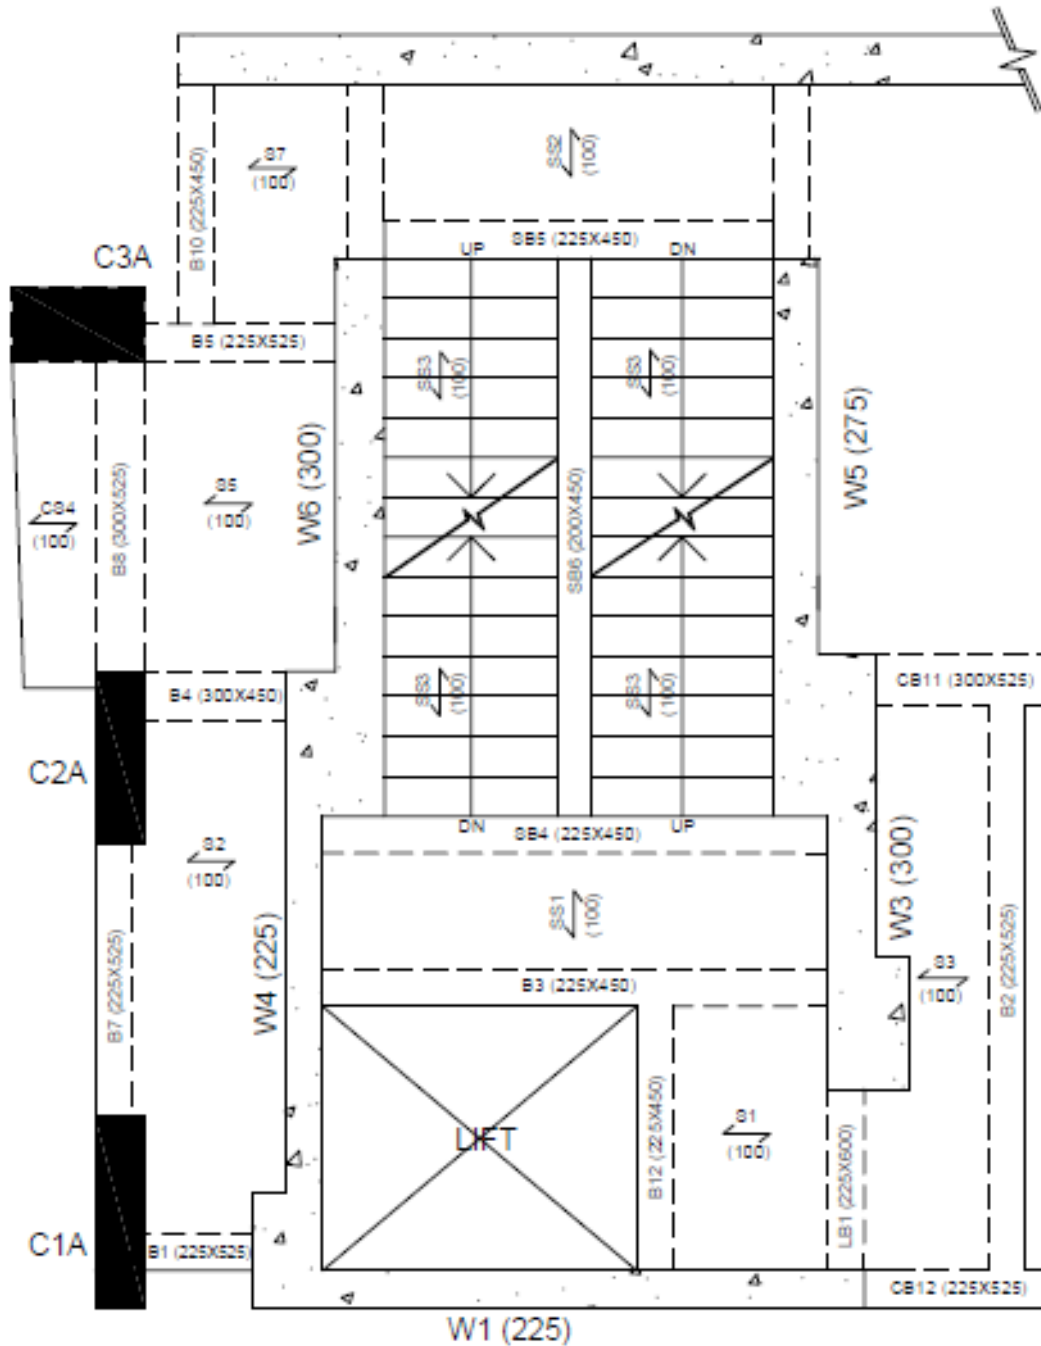 SS2
(100)
S7
(100)
B10 (225X450)
SB5 (225X450)
UP
DN
C3A
B5 (225X525)
SS3
(100)
SS3
(100)
W6 (300)
W5 (275)
CS4
(100)
B8 (300X525)
S5
(100)
SB6 (200X450)
B4 (300X450)
SS3
(100)
SS3
(100)
CB11 (300X525)
C2A
DN
SB4 (225X450)
UP
S2
(100)
W3 (300)
SS1
(100)
W4 (225)
B7 (225X525)
B3 (225X450)
S3
(100)
B2 (225X525)
LIFT
B12 (225X450)
S1
(100)
LB1 (225X600)
C1A
B1 (225X525)
CB12 (225X525)
W1 (225)